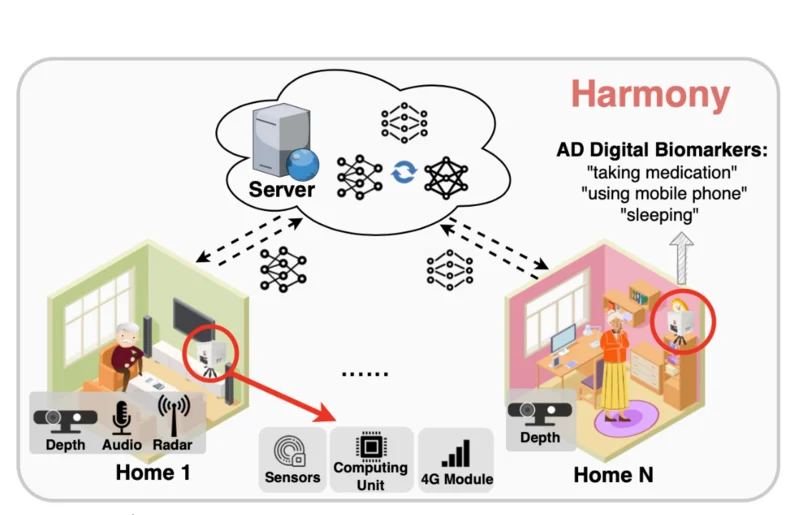 Harmony
Server
AD Digital Biomarkers:
"taking medication"
"using mobile phone"
"sleeping"
......
Depth Audio Radar
Home 1
Sensors
Computing
Unit
4G Module
Depth
Home N